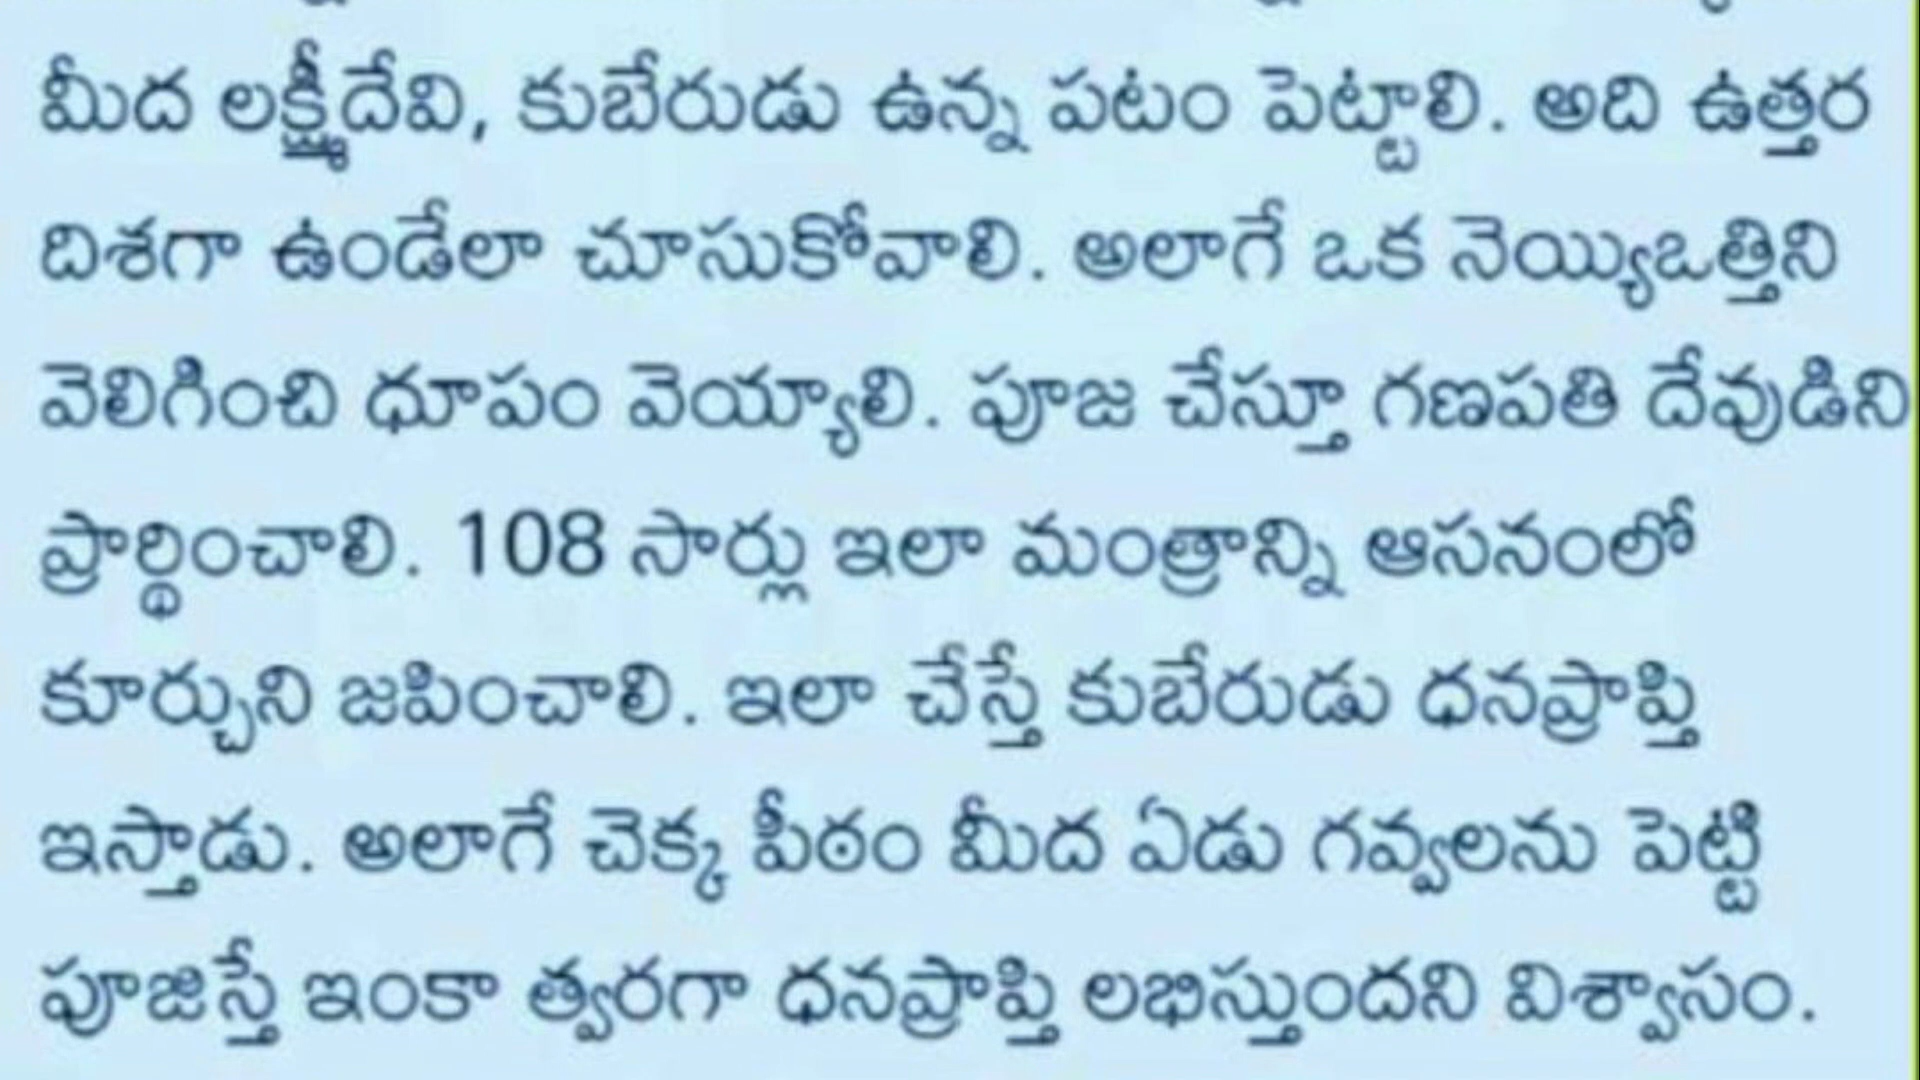 మీద లక్ష్మీదేవి, కుబేరుడు ఉన్న పటం పెట్టాలి. అది ఉత్తర
దిశగా ఉండేలా చూసుకోవాలి. అలాగే ఒక నెయ్యిఒత్తిని
వెలిగించి ధూపం వెయ్యాలి. పూజ చేస్తూ గణపతి దేవుడిని
ప్రార్థించాలి. 108 సార్లు ఇలా మంత్రాన్ని ఆసనంలో
కూర్చుని జపించాలి. ఇలా చేస్తే కుబేరుడు ధనప్రాప్తి
ఇస్తాడు. అలాగే చెక్క పీఠం మీద ఏడు గవ్వలను పెట్టి
పూజిస్తే ఇంకా త్వరగా ధనప్రాప్తి లభిస్తుందని విశ్వాసం.